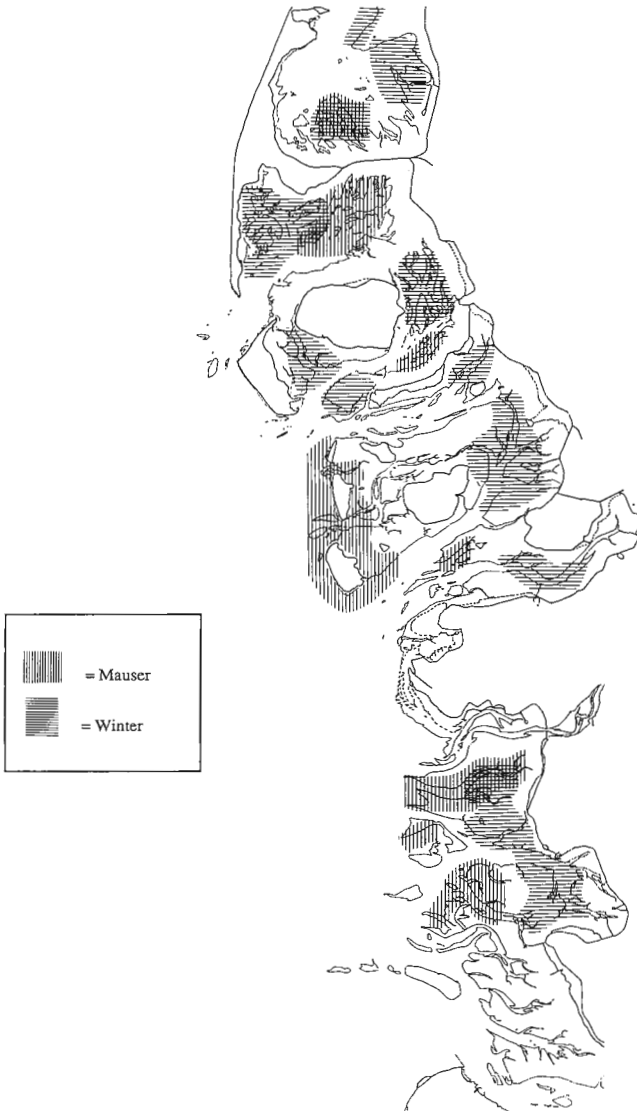 = Mauser
= Winter